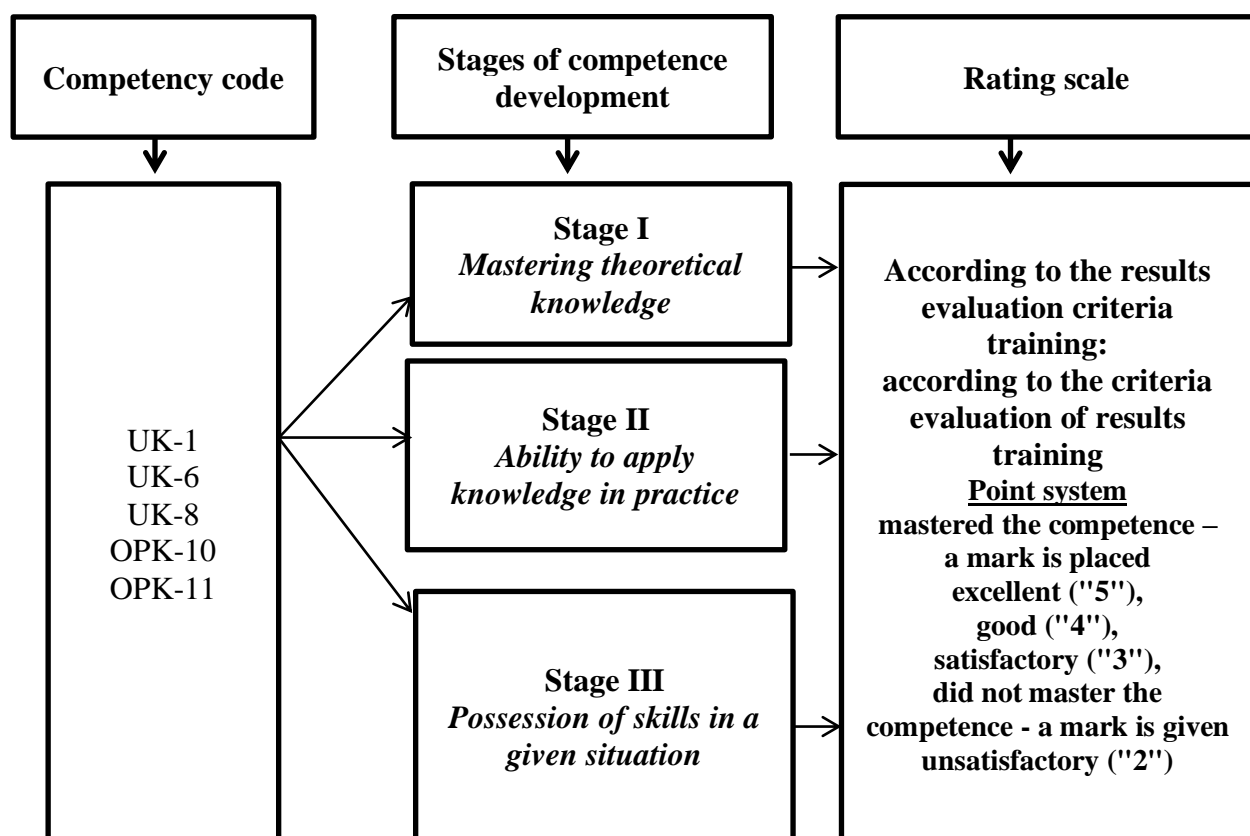 Competency code
Stages of competence
development
Rating scale
UK-1
UK-6
UK-8
OPK-10
OPK-11
Stage I
Mastering theoretical
knowledge
Stage II
Ability to apply
knowledge in practice
Stage III
Possession of skills in a
given situation
According to the results
evaluation criteria
training:
according to the criteria
evaluation of results
training
Point system
mastered the competence –
a mark is placed
excellent ("5"),
good ("4"),
satisfactory ("3"),
did not master the
competence - a mark is given
unsatisfactory ("2")